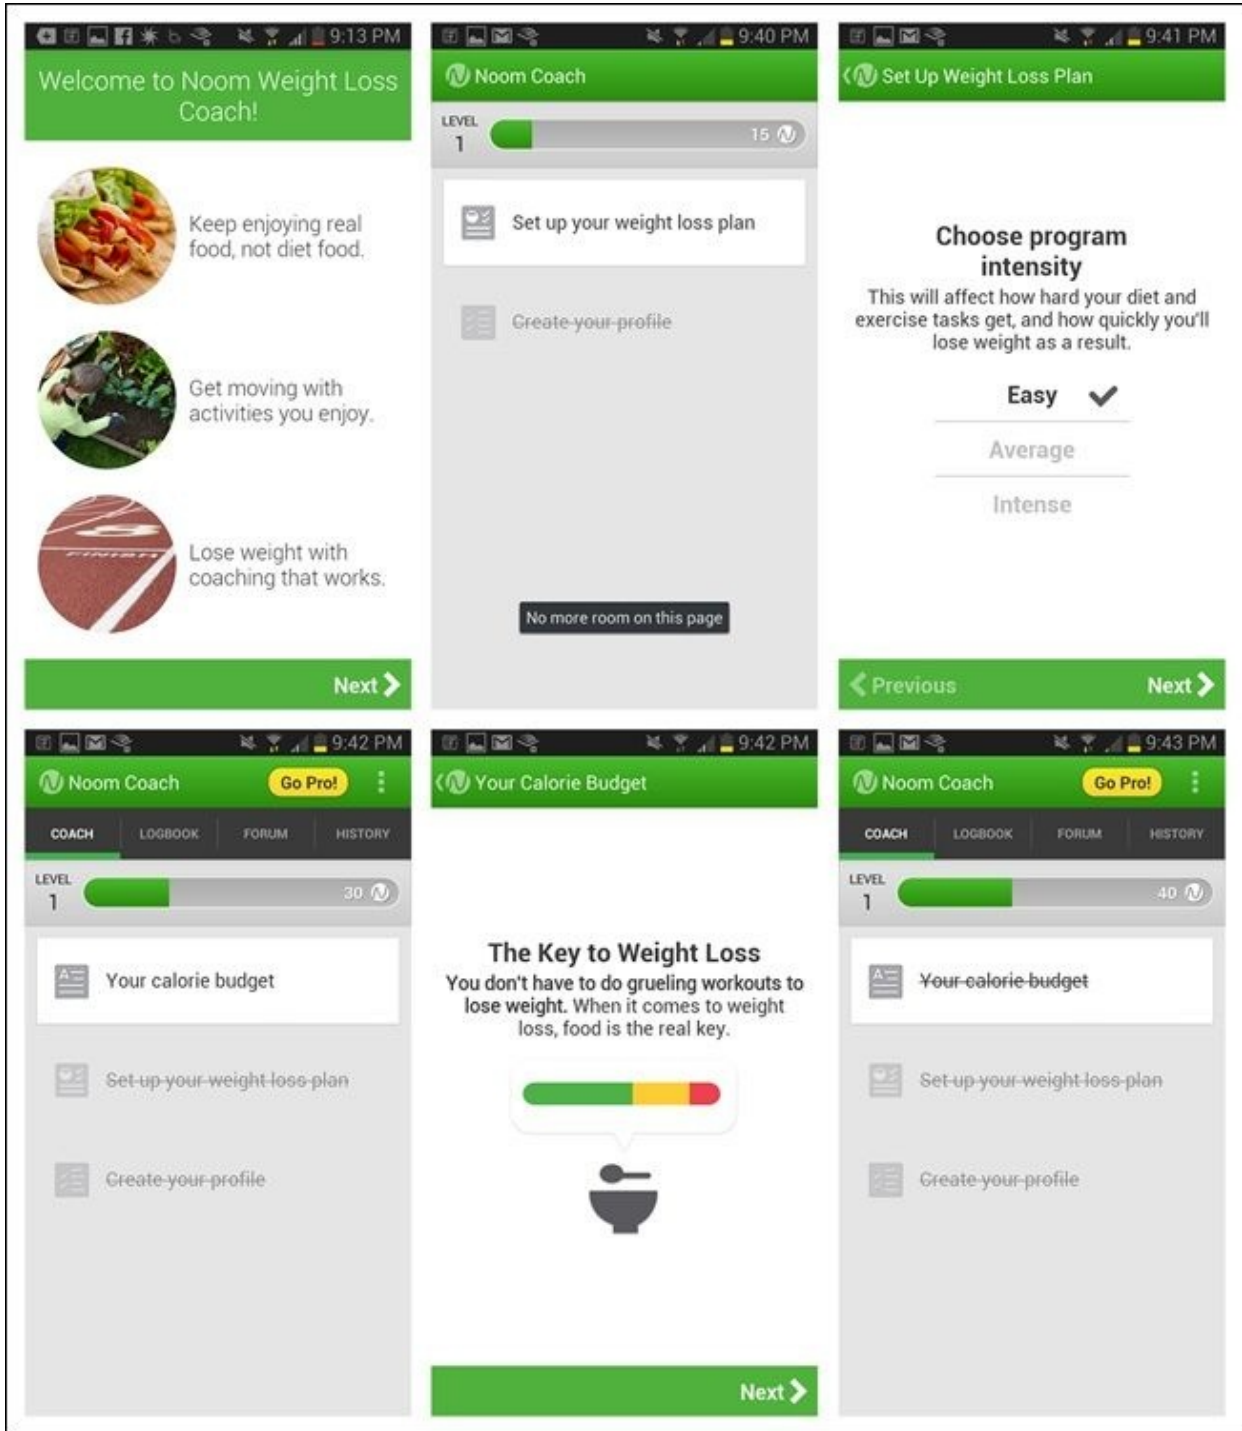 9:13 PM
Welcome to Noom Weight Loss
Coach!
Keep enjoying real
food, not diet food.
Get moving with
activities you enjoy.
FINISH
Lose weight with
coaching that works.
Next
9:40 PM
Noom Coach
LEVEL
1
15
Set up your weight loss plan
Create your profile
No more room on this page
9:41 PM
Set Up Weight Loss Plan
Choose program
intensity
This will affect how hard your diet and
exercise tasks get, and how quickly you'll
lose weight as a result.
Easy
Average
Intense
Previous
Next
9:42 PM
Noom Coach
Go Pro!
COACH
LOGBOOK
FORUM
HISTORY
LEVEL
1
30
Your calorie budget
Set up your weight loss plan
Create your profile
9:42 PM
Your Calorie Budget
The Key to Weight Loss
You don't have to do grueling workouts to
lose weight. When it comes to weight
loss, food is the real key.
Next
9:43 PM
Noom Coach
Go Pro!
COACH
LOGBOOK
FORUM
HISTORY
LEVEL
1
40
Your calorie budget
Set up your weight loss plan
Create your profile